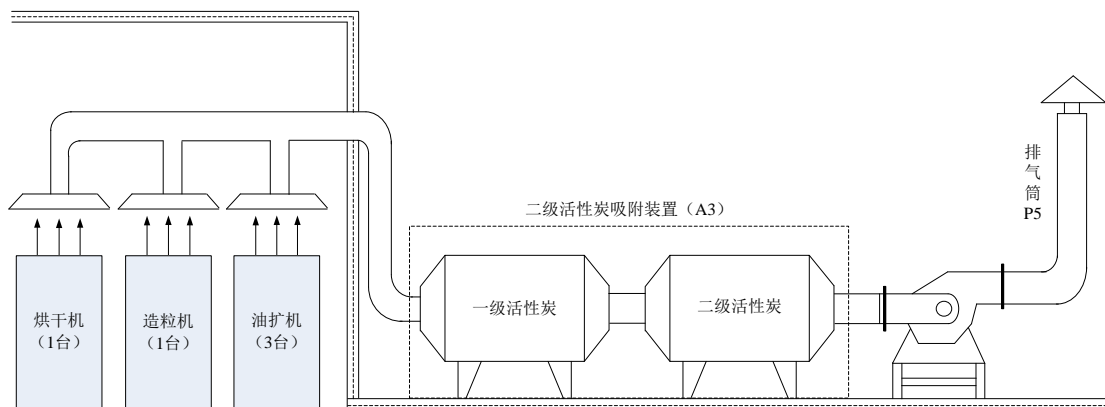 二级活性炭吸附装置（A3）
排
气
筒
P5
一级活性炭
二级活性炭
烘干机
（1台）
造粒机
（1台）
油扩机
（3台）